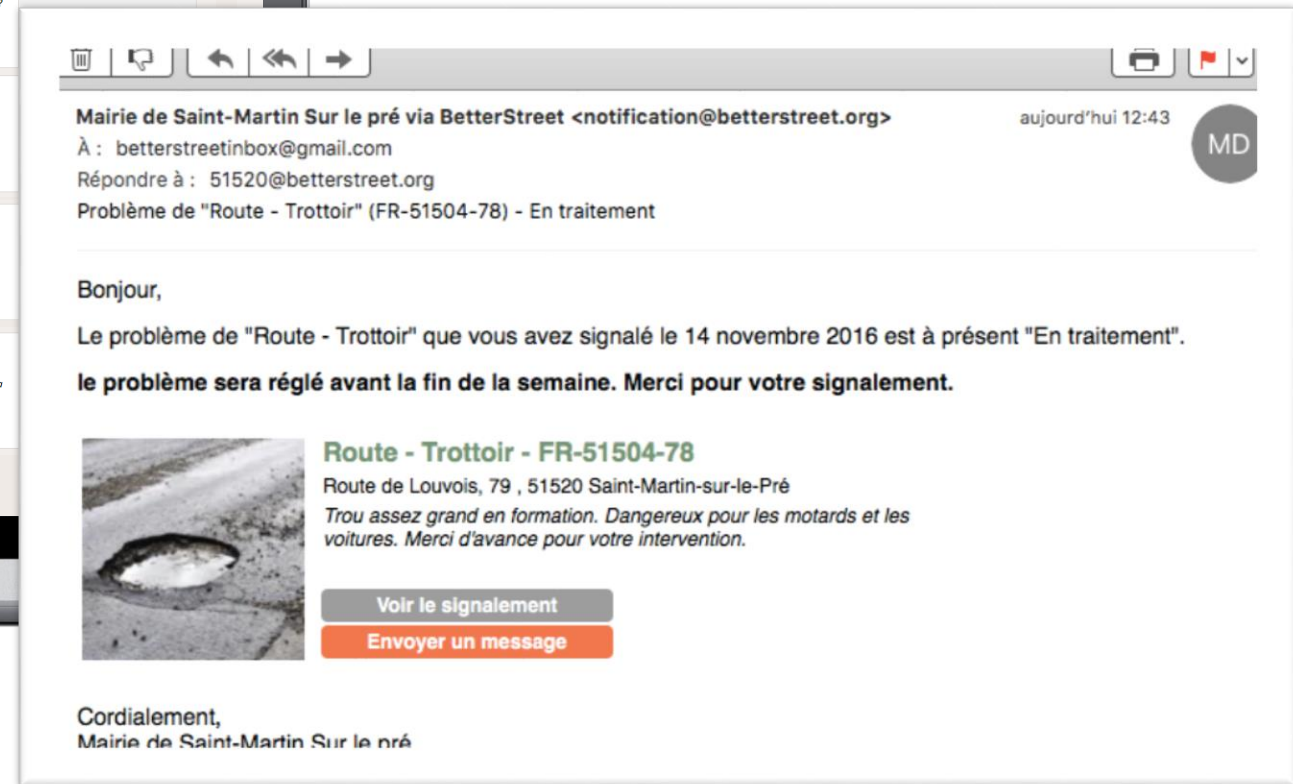 Mairie de Saint-Martin Sur le pré via BetterStreet <notification@betterstreet.org>
aujourd'hui 12:43
MD
À : betterstreetinbox@gmail.com
Répondre à : 51520@betterstreet.org
Problème de "Route - Trottoir" (FR-51504-78) - En traitement
Bonjour,
Le problème de "Route - Trottoir" que vous avez signalé le 14 novembre 2016 est à présent "En traitement".
le problème sera réglé avant la fin de la semaine. Merci pour votre signalement.
Route - Trottoir - FR-51504-78
Route de Louvois, 79 , 51520 Saint-Martin-sur-le-Pré
Trou assez grand en formation. Dangereux pour les motards et les
voitures. Merci d'avance pour votre intervention.
Voir le signalement
Envoyer un message
Cordialement,
Mairie de Saint-Martin Sur le pré